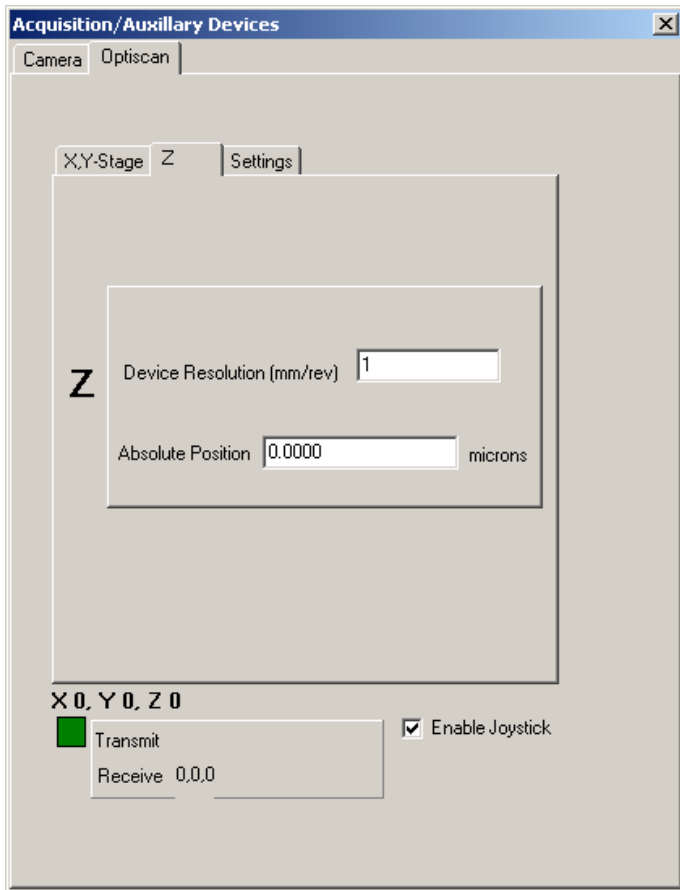 Acquisition/Auxillary Devices
Camera Optiscan
X,Y-Stage Z Settings
Z
Device Resolution (mm/rev) 1
Absolute Position 0.0000 microns
X 0, Y 0, Z 0
Transmit
Enable Joystick
Receive 0,0,0